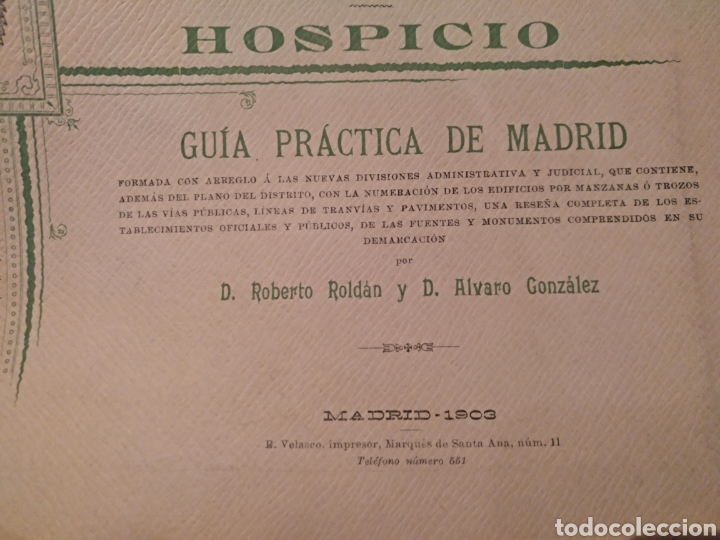 HOSPICIO
GUÍA PRÁCTICA DE MADRID
FORMADA CON ARREGLO Á LAS NUEVAS DIVISIONES ADMINISTRATIVA Y JUDICIAL, QUE CONTIENE,
ADEMÁS DEL PLANO DEL DISTRITO, CON LA NUMERACIÓN DE LOS EDIFICIOS POR MANZANAS Ó TROZOS
DE LAS VÍAS PÚBLICAS, LÍNEAS DE TRANVÍAS Y PAVIMENTOS, UNA RESEÑA COMPLETA DE LOS ES-
TABLECIMIENTOS OFICIALES Y PÚBLICOS, DE LAS FUENTES Y MONUMENTOS COMPRENDIDOS EN SU
DEMARCACIÓN
por
D. Roberto Roldán y D. Alvaro González
MADRID-1903
R. Velasco, impresor, Marqués de Santa Ana, núm. 11
Teléfono número 551
todocoleccion